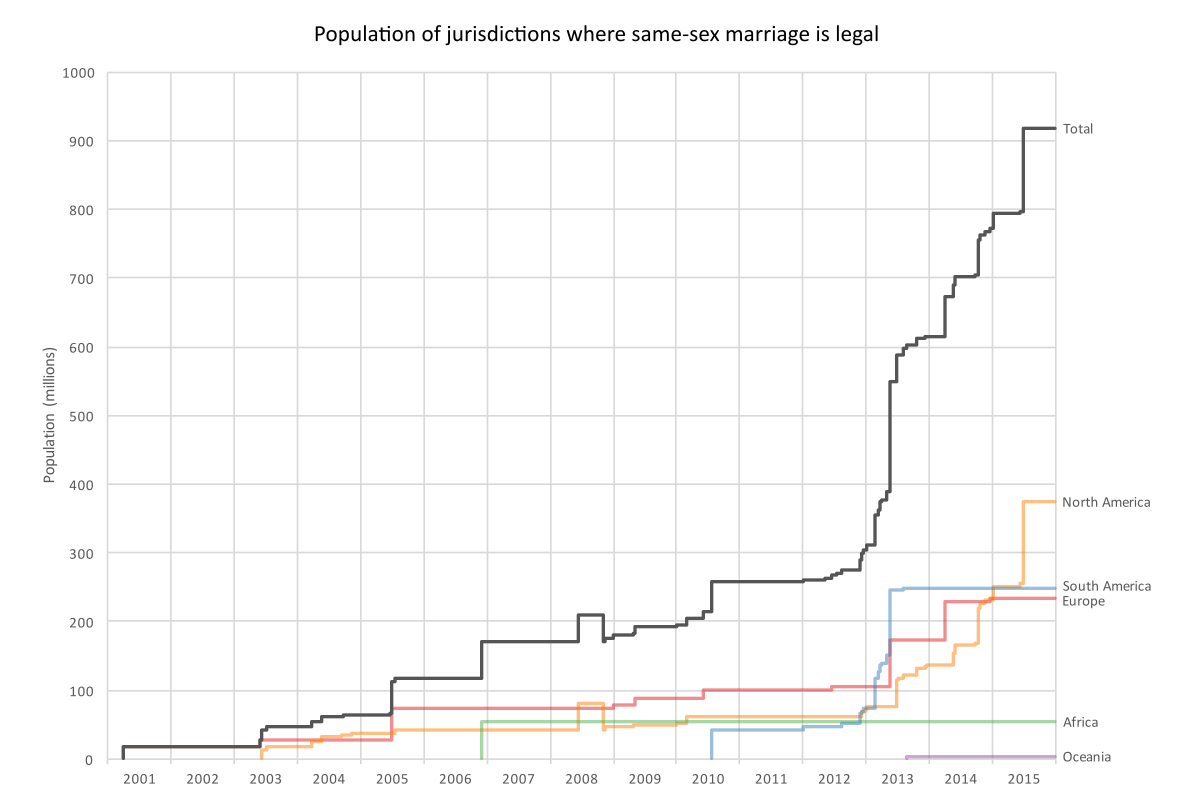 Population of jurisdictions where same-sex marriage is legal
1000
900
800
700
600
500
400
300
200
100
0
Population (millions)
Total
North America
South America
Europe
Africa
Oceania
2001 2002 2003 2004 2005 2006 2007 2008 2009 2010 2011 2012 2013 2014 2015